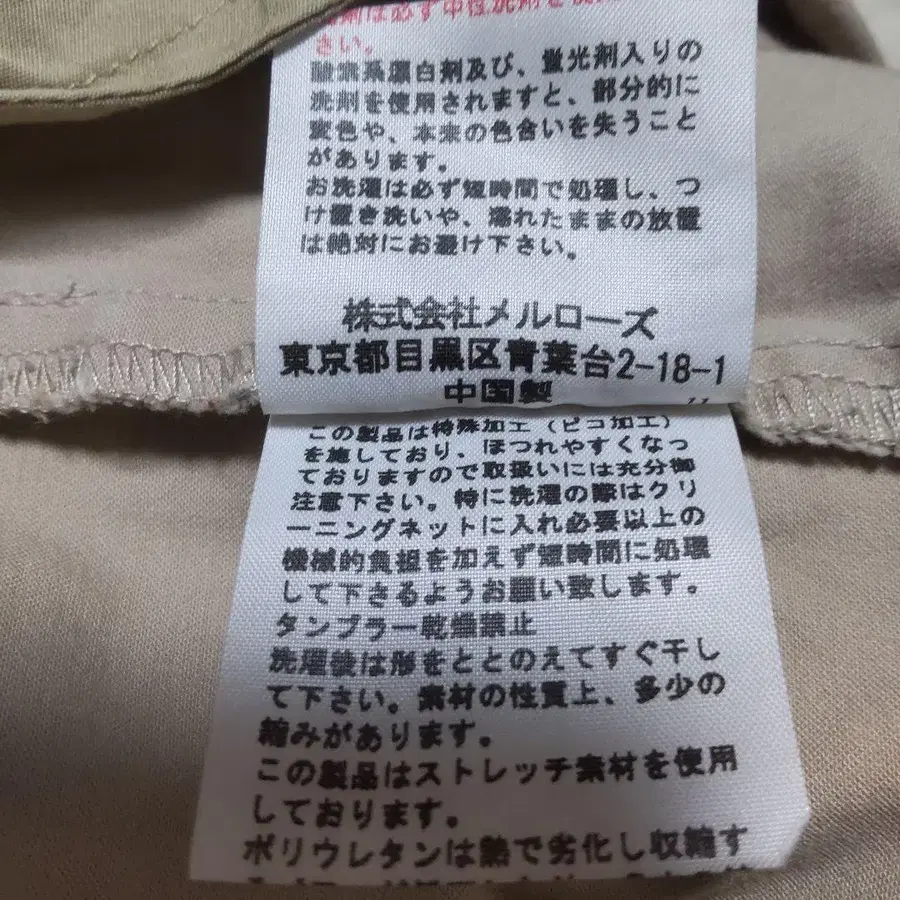 剤は必ず中性洗剤を使
さい。
酸素系漂白剤及び、蛍光剤入りの
洗剤を使用されますと、部分的に
変色や、本来の色合いを失うこと
があります。
お洗濯は必ず短時間で処理し、つ
け置き洗いや、濡れたままの放置
は絶対にお避け下さい。
株式会社メルローズ
東京都目黒区青葉台2-18-1
中国製
この製品は特殊加工(ピコ加工)
を施しており、ほつれやすくなっ
ておりますので取扱いには充分御
注意下さい。特に洗濯の際はクリ
ーニングネットに入れ必要以上の
機械的負担を加えず短時間に処理
して下さるようお願い致します。
タンブラー乾燥禁止
洗濯後は形をととのえてすぐ干し
て下さい。素材の性質上、多少の
縮みがあります。
この製品はストレッチ素材を使用
しております。
ポリウレタンは熱で劣化し収縮す